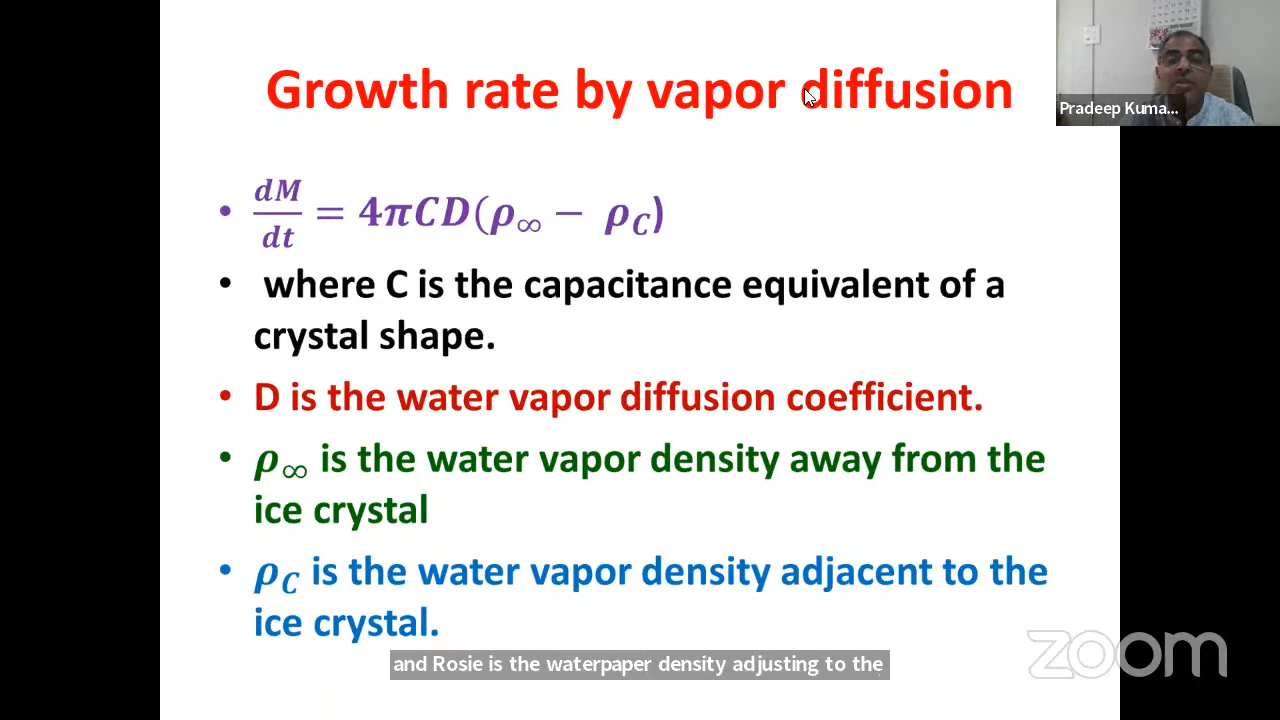 Growth rate by vapor diffusion
Pradeep Kuma...
• dM/dt = 4πCD(ρ∞ − ρC)
• where C is the capacitance equivalent of a
crystal shape.
• D is the water vapor diffusion coefficient.
• ρ∞ is the water vapor density away from the
ice crystal
• ρC is the water vapor density adjacent to the
ice crystal.
zoom
and Rosie is the waterpaper density adjusting to the